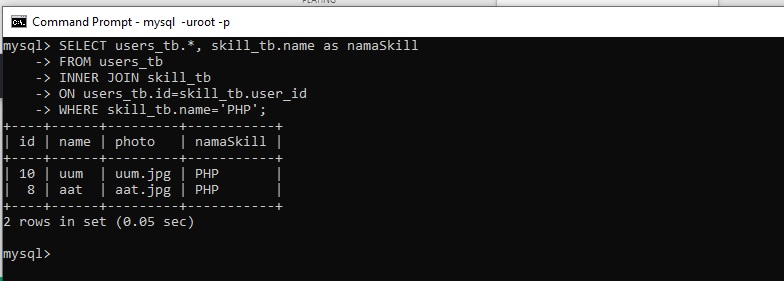 Command Prompt - mysql  -uroot -p
mysql> SELECT users_tb.*, skill_tb.name as namaSkill
    -> FROM users_tb
    -> INNER JOIN skill_tb
    -> ON users_tb.id=skill_tb.user_id
    -> WHERE skill_tb.name='PHP';
+----+------+---------+-----------+
| id | name | photo   | namaSkill |
+----+------+---------+-----------+
| 10 | uum  | uum.jpg | PHP       |
|  8 | aat  | aat.jpg | PHP       |
+----+------+---------+-----------+
2 rows in set (0.05 sec)
mysql>